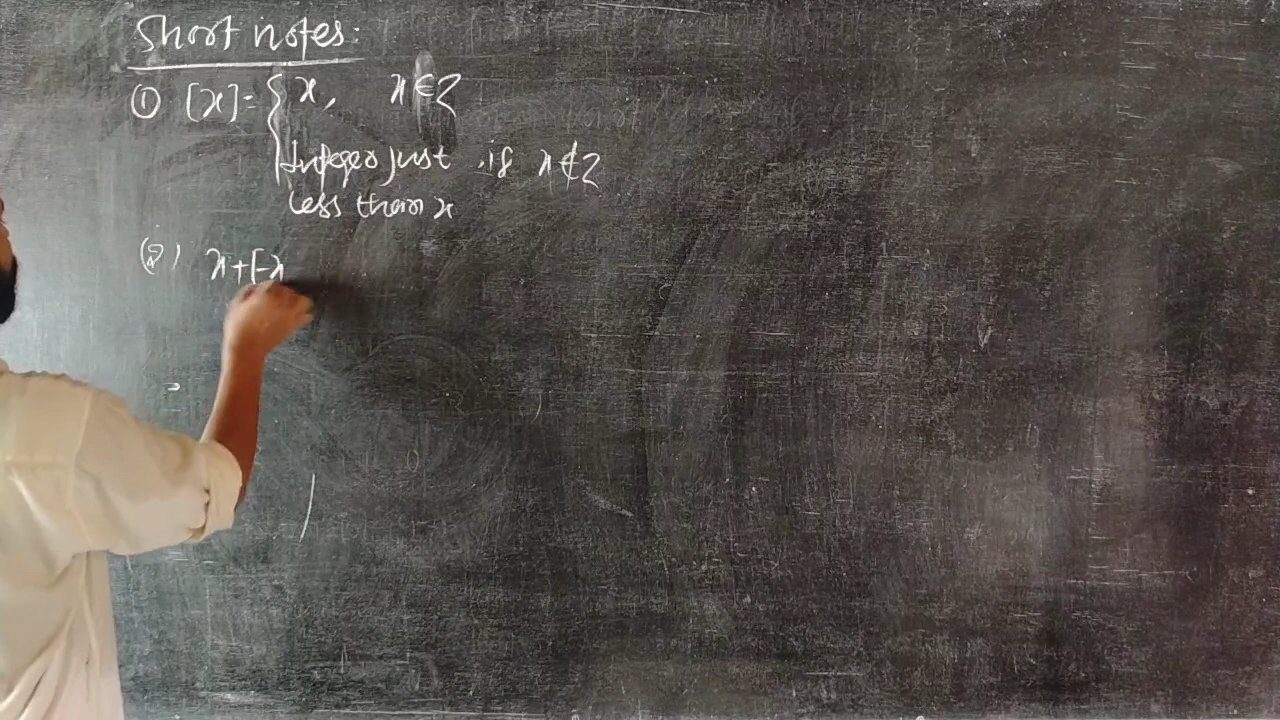 Short notes:
① [x] = { x, x ∈ Z
Integer just if x ∉ Z
less than x
(2) x+[-x